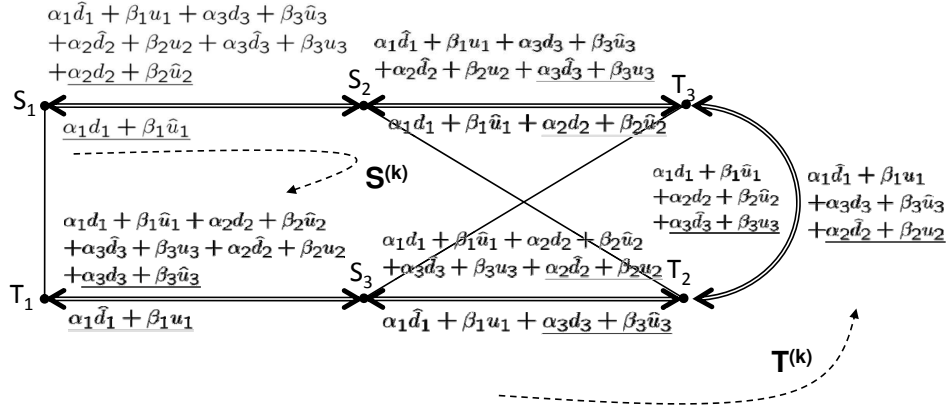 α₁d̂₁ + β₁u₁ + α₃d₃ + β₃û₃
+α₂d̂₂ + β₂u₂ + α₃d̂₃ + β₃u₃
+α₂d₂ + β₂û₂
α₁d̂₁ + β₁u₁ + α₃d₃ + β₃û₃
+α₂d̂₂ + β₂u₂ + α₃d̂₃ + β₃u₃
S₁
S₂
T₃
α₁d₁ + β₁û₁
α₁d₁ + β₁û₁ + α₂d₂ + β₂û₂
S⁽ᵏ⁾
α₁d₁ + β₁û₁
+α₂d₂ + β₂û₂
+α₃d̂₃ + β₃u₃
α₁d̂₁ + β₁u₁
+α₃d₃ + β₃û₃
+α₂d̂₂ + β₂u₂
α₁d₁ + β₁û₁ + α₂d₂ + β₂û₂
+α₃d̂₃ + β₃u₃ + α₂d̂₂ + β₂u₂
+α₃d₃ + β₃û₃
α₁d₁ + β₁û₁ + α₂d₂ + β₂û₂
+α₃d̂₃ + β₃u₃ + α₂d̂₂ + β₂u₂
T₁
S₃
T₂
α₁d̂₁ + β₁u₁
α₁d̂₁ + β₁u₁ + α₃d₃ + β₃û₃
T⁽ᵏ⁾